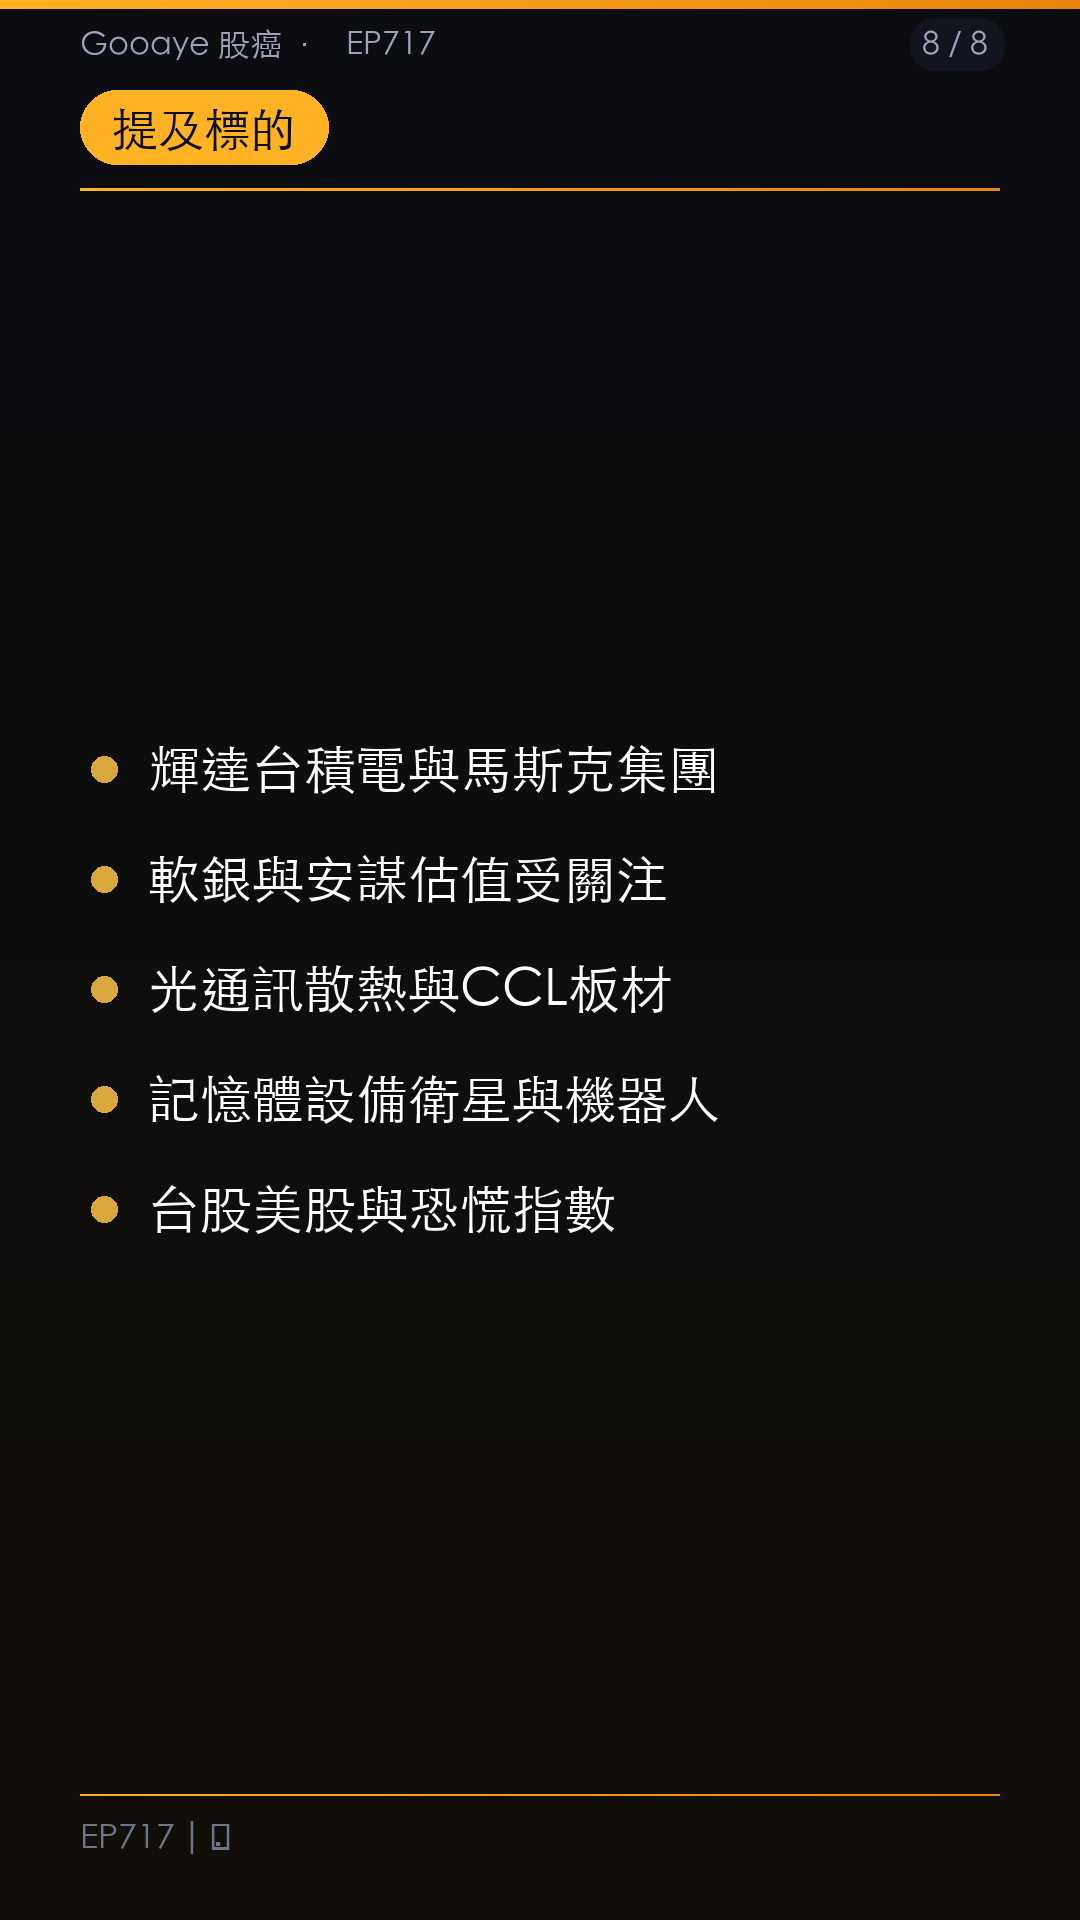 Gooaye 股癌 · EP717
8 / 8
提及標的
輝達台積電與馬斯克集團
軟銀與安謀估值受關注
光通訊散熱與CCL板材
記憶體設備衛星與機器人
台股美股與恐慌指數
EP717 |